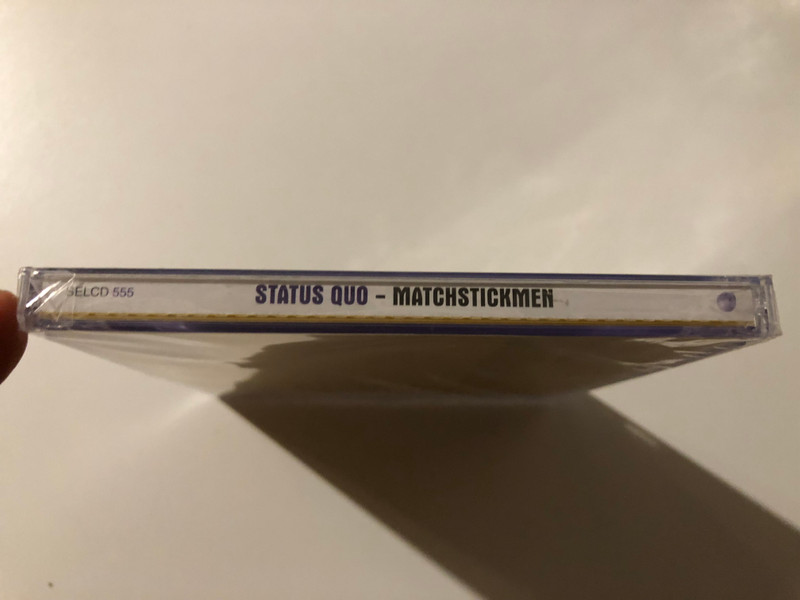 SELCD 555 STATUS QUO – MATCHSTICKMEN